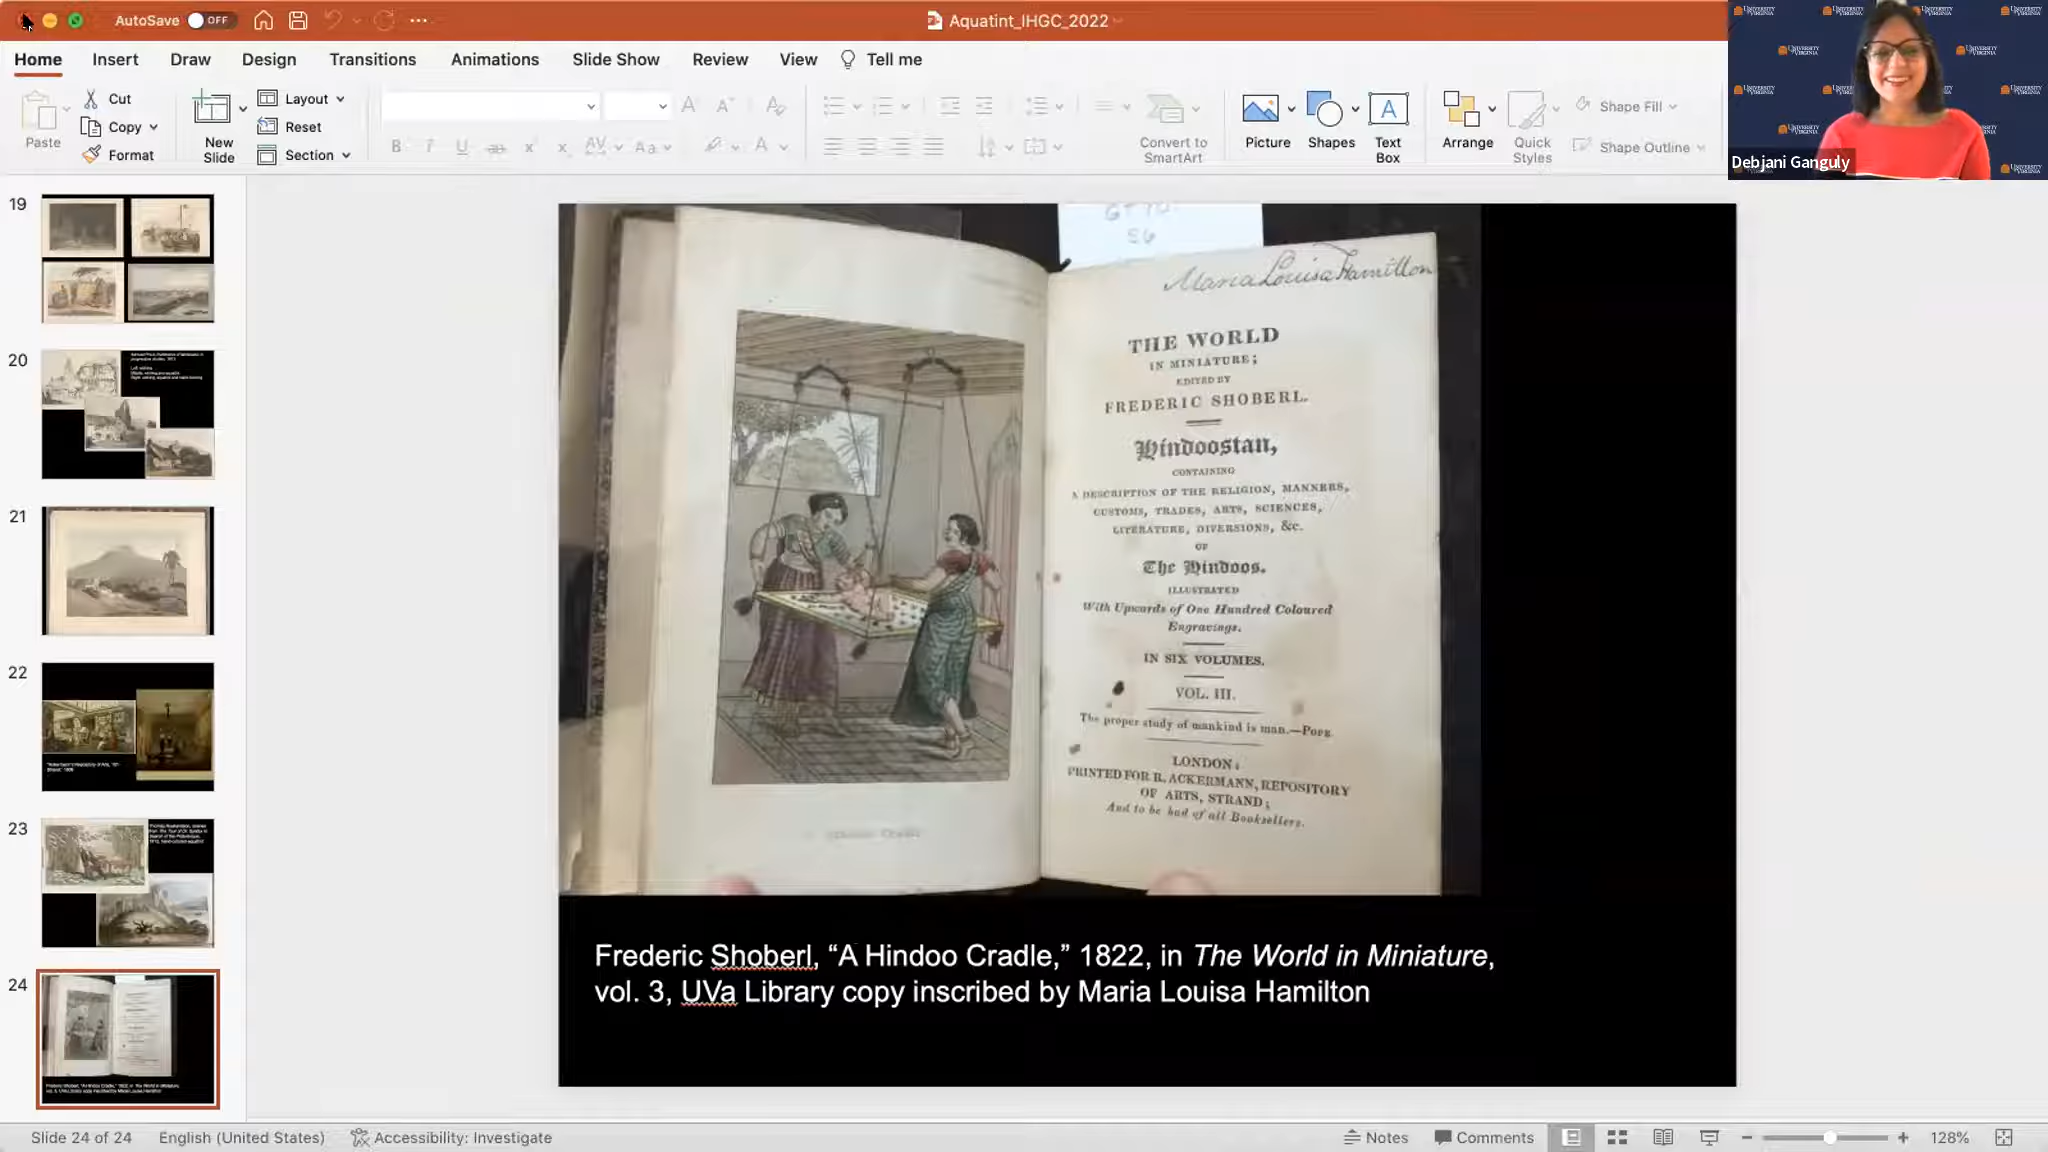 AutoSave OFF
Aquatint_IHGC_2022
Home Insert Draw Design Transitions Animations Slide Show Review View Tell me
Paste
Cut
Copy
Format
New
Slide
Layout
Reset
Section
Convert to
SmartArt
Picture
Shapes
Text
Box
Arrange
Quick
Styles
Shape Fill
Shape Outline
Debjani Ganguly
19
20
21
22
23
24
Maria Louisa Hamilton
THE WORLD
IN MINIATURE;
EDITED BY
FREDERIC SHOBERL.
Hindoostan,
CONTAINING
A DESCRIPTION OF THE RELIGION, MANNERS,
CUSTOMS, TRADES, ARTS, SCIENCES,
LITERATURE, DIVERSIONS, &c.
OF
The Hindoos.
ILLUSTRATED
With Upwards of One Hundred Coloured
Engravings.
IN SIX VOLUMES.
VOL. III.
The proper study of mankind is man.—POPE
LONDON:
PRINTED FOR R. ACKERMANN, REPOSITORY
OF ARTS, STRAND;
And to be had of all Booksellers.
Frederic Shoberl, “A Hindoo Cradle,” 1822, in The World in Miniature,
vol. 3, UVa Library copy inscribed by Maria Louisa Hamilton
Slide 24 of 24 English (United States) Accessibility: Investigate Notes Comments 128%